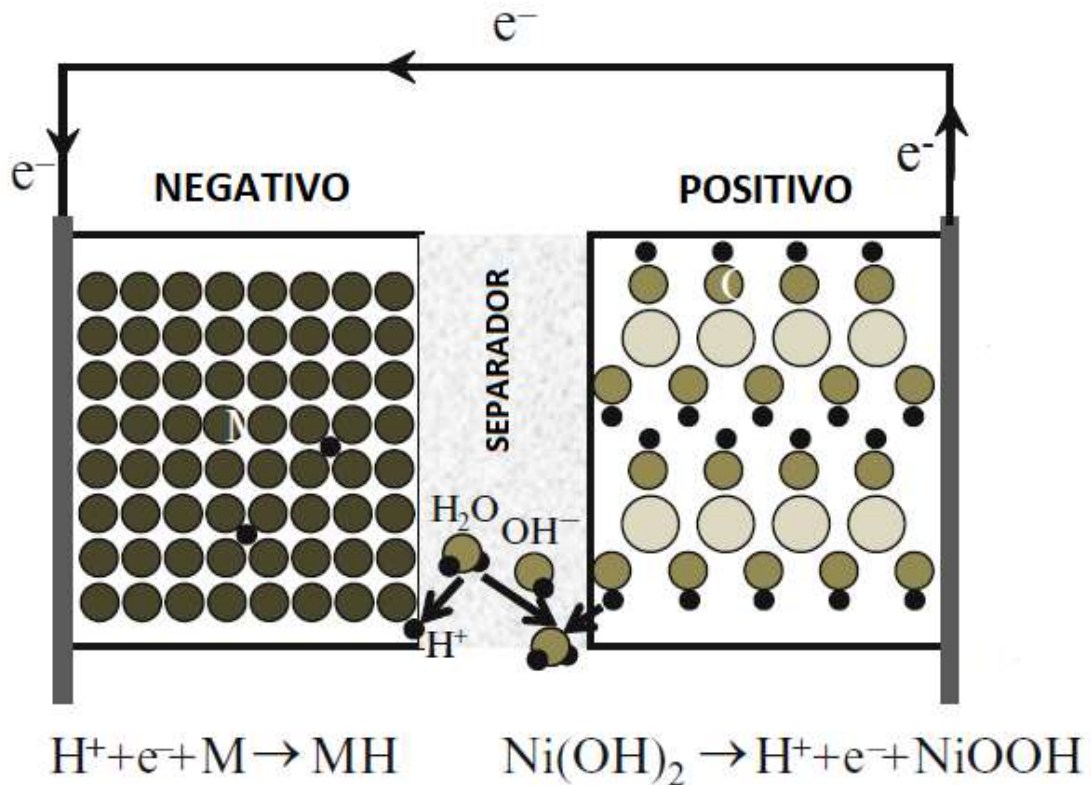 e⁻
e⁻
e-
NEGATIVO
POSITIVO
SEPARADOR
H₂O
OH⁻
H⁺
H⁺+e⁻+M→MH
Ni(OH)₂→H⁺+e⁻+NiOOH